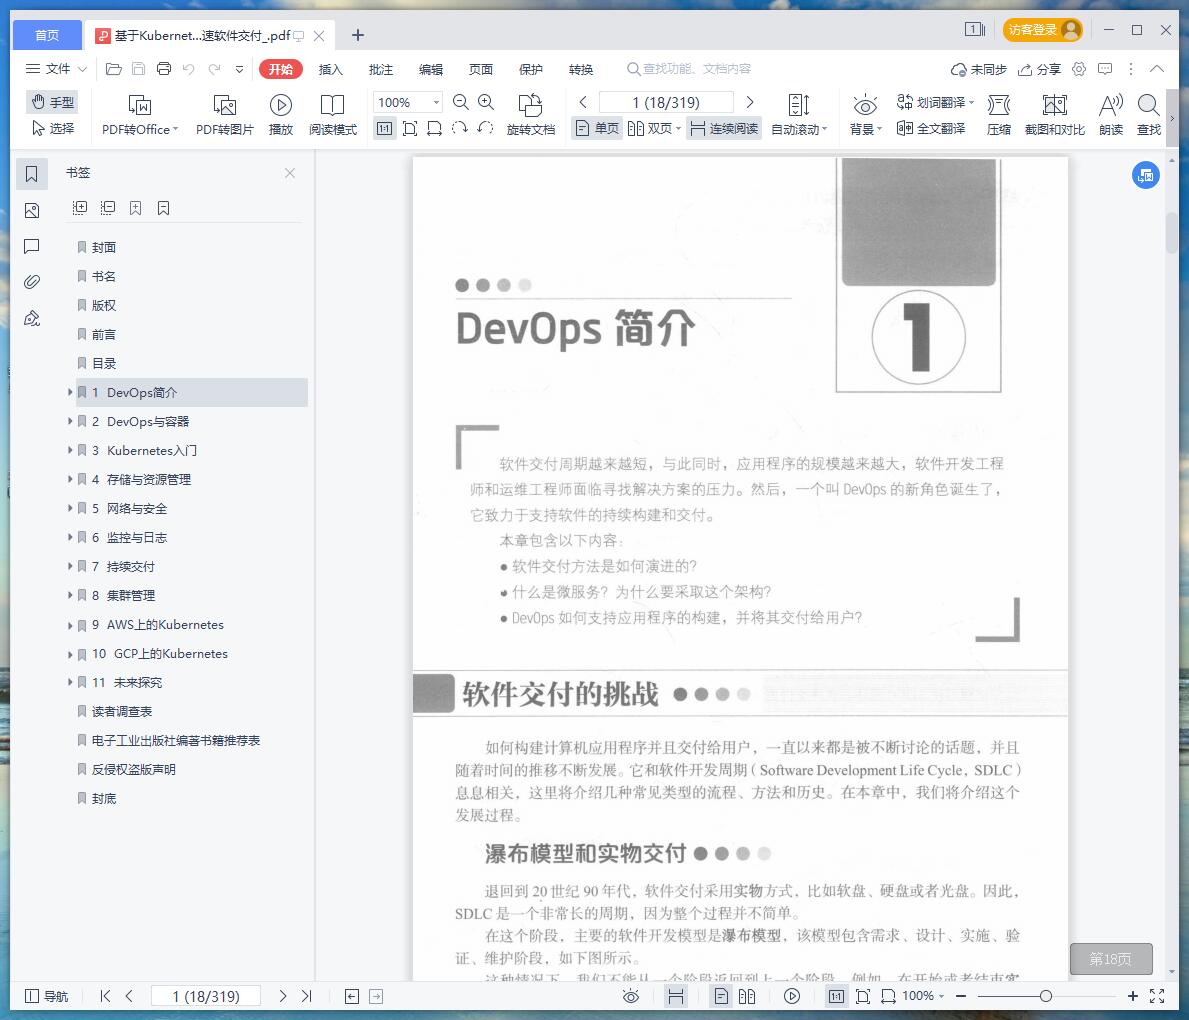 首页
基于Kubernet...速软件交付_.pdf
访客登录
文件
开始
插入
批注
编辑
页面
保护
转换
查找功能、文档内容
未同步
分享
手型
选择
PDF转Office
PDF转图片
播放
阅读模式
100%
旋转文档
1 (18/319)
单页
双页
连续阅读
自动滚动
背景
划词翻译
全文翻译
压缩
截图和对比
朗读
查找
书签
封面
书名
版权
前言
目录
1 DevOps简介
2 DevOps与容器
3 Kubernetes入门
4 存储与资源管理
5 网络与安全
6 监控与日志
7 持续交付
8 集群管理
9 AWS上的Kubernetes
10 GCP上的Kubernetes
11 未来探究
读者调查表
电子工业出版社编著书籍推荐表
反侵权盗版声明
封底
1
DevOps 简介
软件交付周期越来越短，与此同时，应用程序的规模越来越大，软件开发工程
师和运维工程师面临寻找解决方案的压力。然后，一个叫 DevOps 的新角色诞生了，
它致力于支持软件的持续构建和交付。
本章包含以下内容：
● 软件交付方法是如何演进的?
● 什么是微服务？为什么要采取这个架构?
● DevOps 如何支持应用程序的构建，并将其交付给用户?
软件交付的挑战
如何构建计算机应用程序并且交付给用户，一直以来都是被不断讨论的话题，并且
随着时间的推移不断发展。它和软件开发周期（Software Development Life Cycle，SDLC）
息息相关，这里将介绍几种常见类型的流程、方法和历史。在本章中，我们将介绍这个
发展过程。
瀑布模型和实物交付
退回到 20 世纪 90 年代，软件交付采用实物方式，比如软盘、硬盘或者光盘。因此，
SDLC 是一个非常长的周期，因为整个过程并不简单。
在这个阶段，主要的软件开发模型是瀑布模型，该模型包含需求、设计、实施、验
证、维护阶段，如下图所示。
这种情况下，我们不能从一个阶段返回到上一个阶段。例如，在开始或者结束实
第18页
导航
1 (18/319)
100%